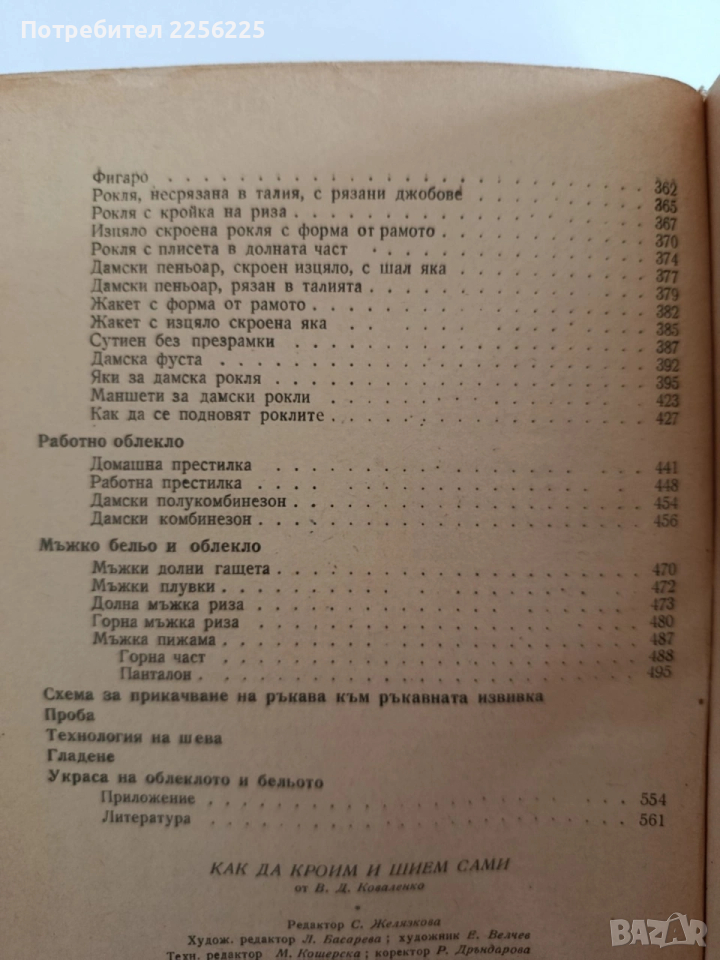 Потребител 2256225
Фигаро . . . . . . . . . . . . . . . 362
Рокля, несрязана в талия, с рязани джобове . . . . . 365
Рокля с кройка на риза . . . . . . . . . . . 367
Изцяло скроена рокля с форма от рамото . . . . . . 370
Рокля с плисета в долната част . . . . . . . . . 374
Дамски пеньоар, скроен изцяло, с шал яка . . . . . . 377
Дамски пеньоар, рязан в талията . . . . . . . . . 379
Жакет с форма от рамото . . . . . . . . . . . 382
Жакет с изцяло скроена яка . . . . . . . . . . 385
Сутиен без презрамки . . . . . . . . . . . . 387
Дамска фуста . . . . . . . . . . . . . . 392
Яки за дамска рокля . . . . . . . . . . . . 395
Маншети за дамски рокли . . . . . . . . . . . 423
Как да се подновят роклите . . . . . . . . . . 427
Работно облекло
Домашна престилка . . . . . . . . . . . . 441
Работна престилка . . . . . . . . . . . . 448
Дамски полукомбинезон . . . . . . . . . . . 454
Дамски комбинезон . . . . . . . . . . . . 456
Мъжко бельо и облекло
Мъжки долни гащета . . . . . . . . . . . . 470
Мъжки плувки . . . . . . . . . . . . . . 472
Долна мъжка риза . . . . . . . . . . . . . 473
Горна мъжка риза . . . . . . . . . . . . . 480
Мъжка пижама . . . . . . . . . . . . . . 487
Горна част . . . . . . . . . . . . . . 488
Панталон . . . . . . . . . . . . . . . 495
Схема за прикачване на ръкава към ръкавната извивка
Проба
Технология на шева
Гладене
Украса на облеклото и бельото
Приложение . . . . . . . . . . . . . . 554
Литература . . . . . . . . . . . . . . 561
КАК ДА КРОИМ И ШИЕМ САМИ
от В. Д. Коваленко
*
Редактор С. Желязкова
Худож. редактор Л. Басарева; художник Е. Велчев
Техн. редактор М. Кошерска; коректор Р. Дръндарова
BAZAR